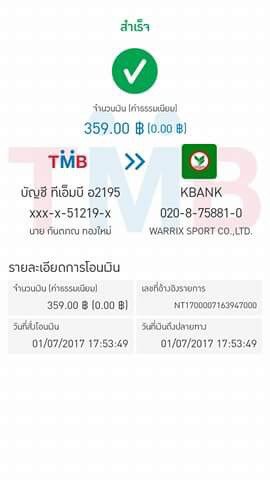 สำเร็จ
จำนวนเงิน (ค่าธรรมเนียม)
359.00 ฿ (0.00 ฿)
TMB
บัญชี ทีเอ็มบี อ2195
KBANK
xxx-x-51219-x
020-8-75881-0
นาย กันตภณ ทองใหม่
WARRIX SPORT CO.,LTD.
รายละเอียดการโอนเงิน
จำนวนเงิน (ค่าธรรมเนียม)
เลขที่อ้างอิงรายการ
359.00 ฿ (0.00 ฿)
NT1700007163947000
วันที่สั่งโอนเงิน
วันที่เงินถึงปลายทาง
01/07/2017 17:53:49
01/07/2017 17:53:49
TMB